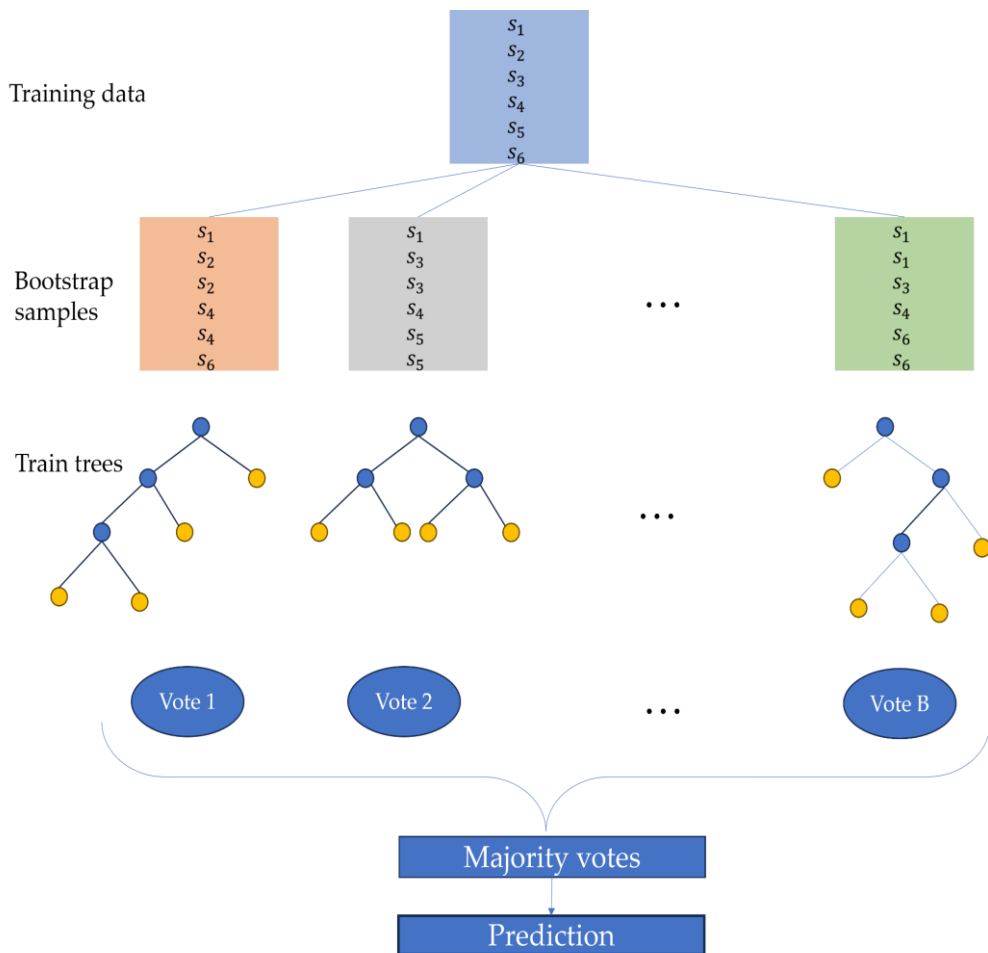 Training data
s₁
s₂
s₃
s₄
s₅
s₆
Bootstrap
samples
s₁
s₂
s₂
s₄
s₄
s₆
s₁
s₃
s₃
s₄
s₅
s₅
...
s₁
s₁
s₃
s₄
s₆
s₆
Train trees
...
Vote 1
Vote 2
...
Vote B
Majority votes
Prediction